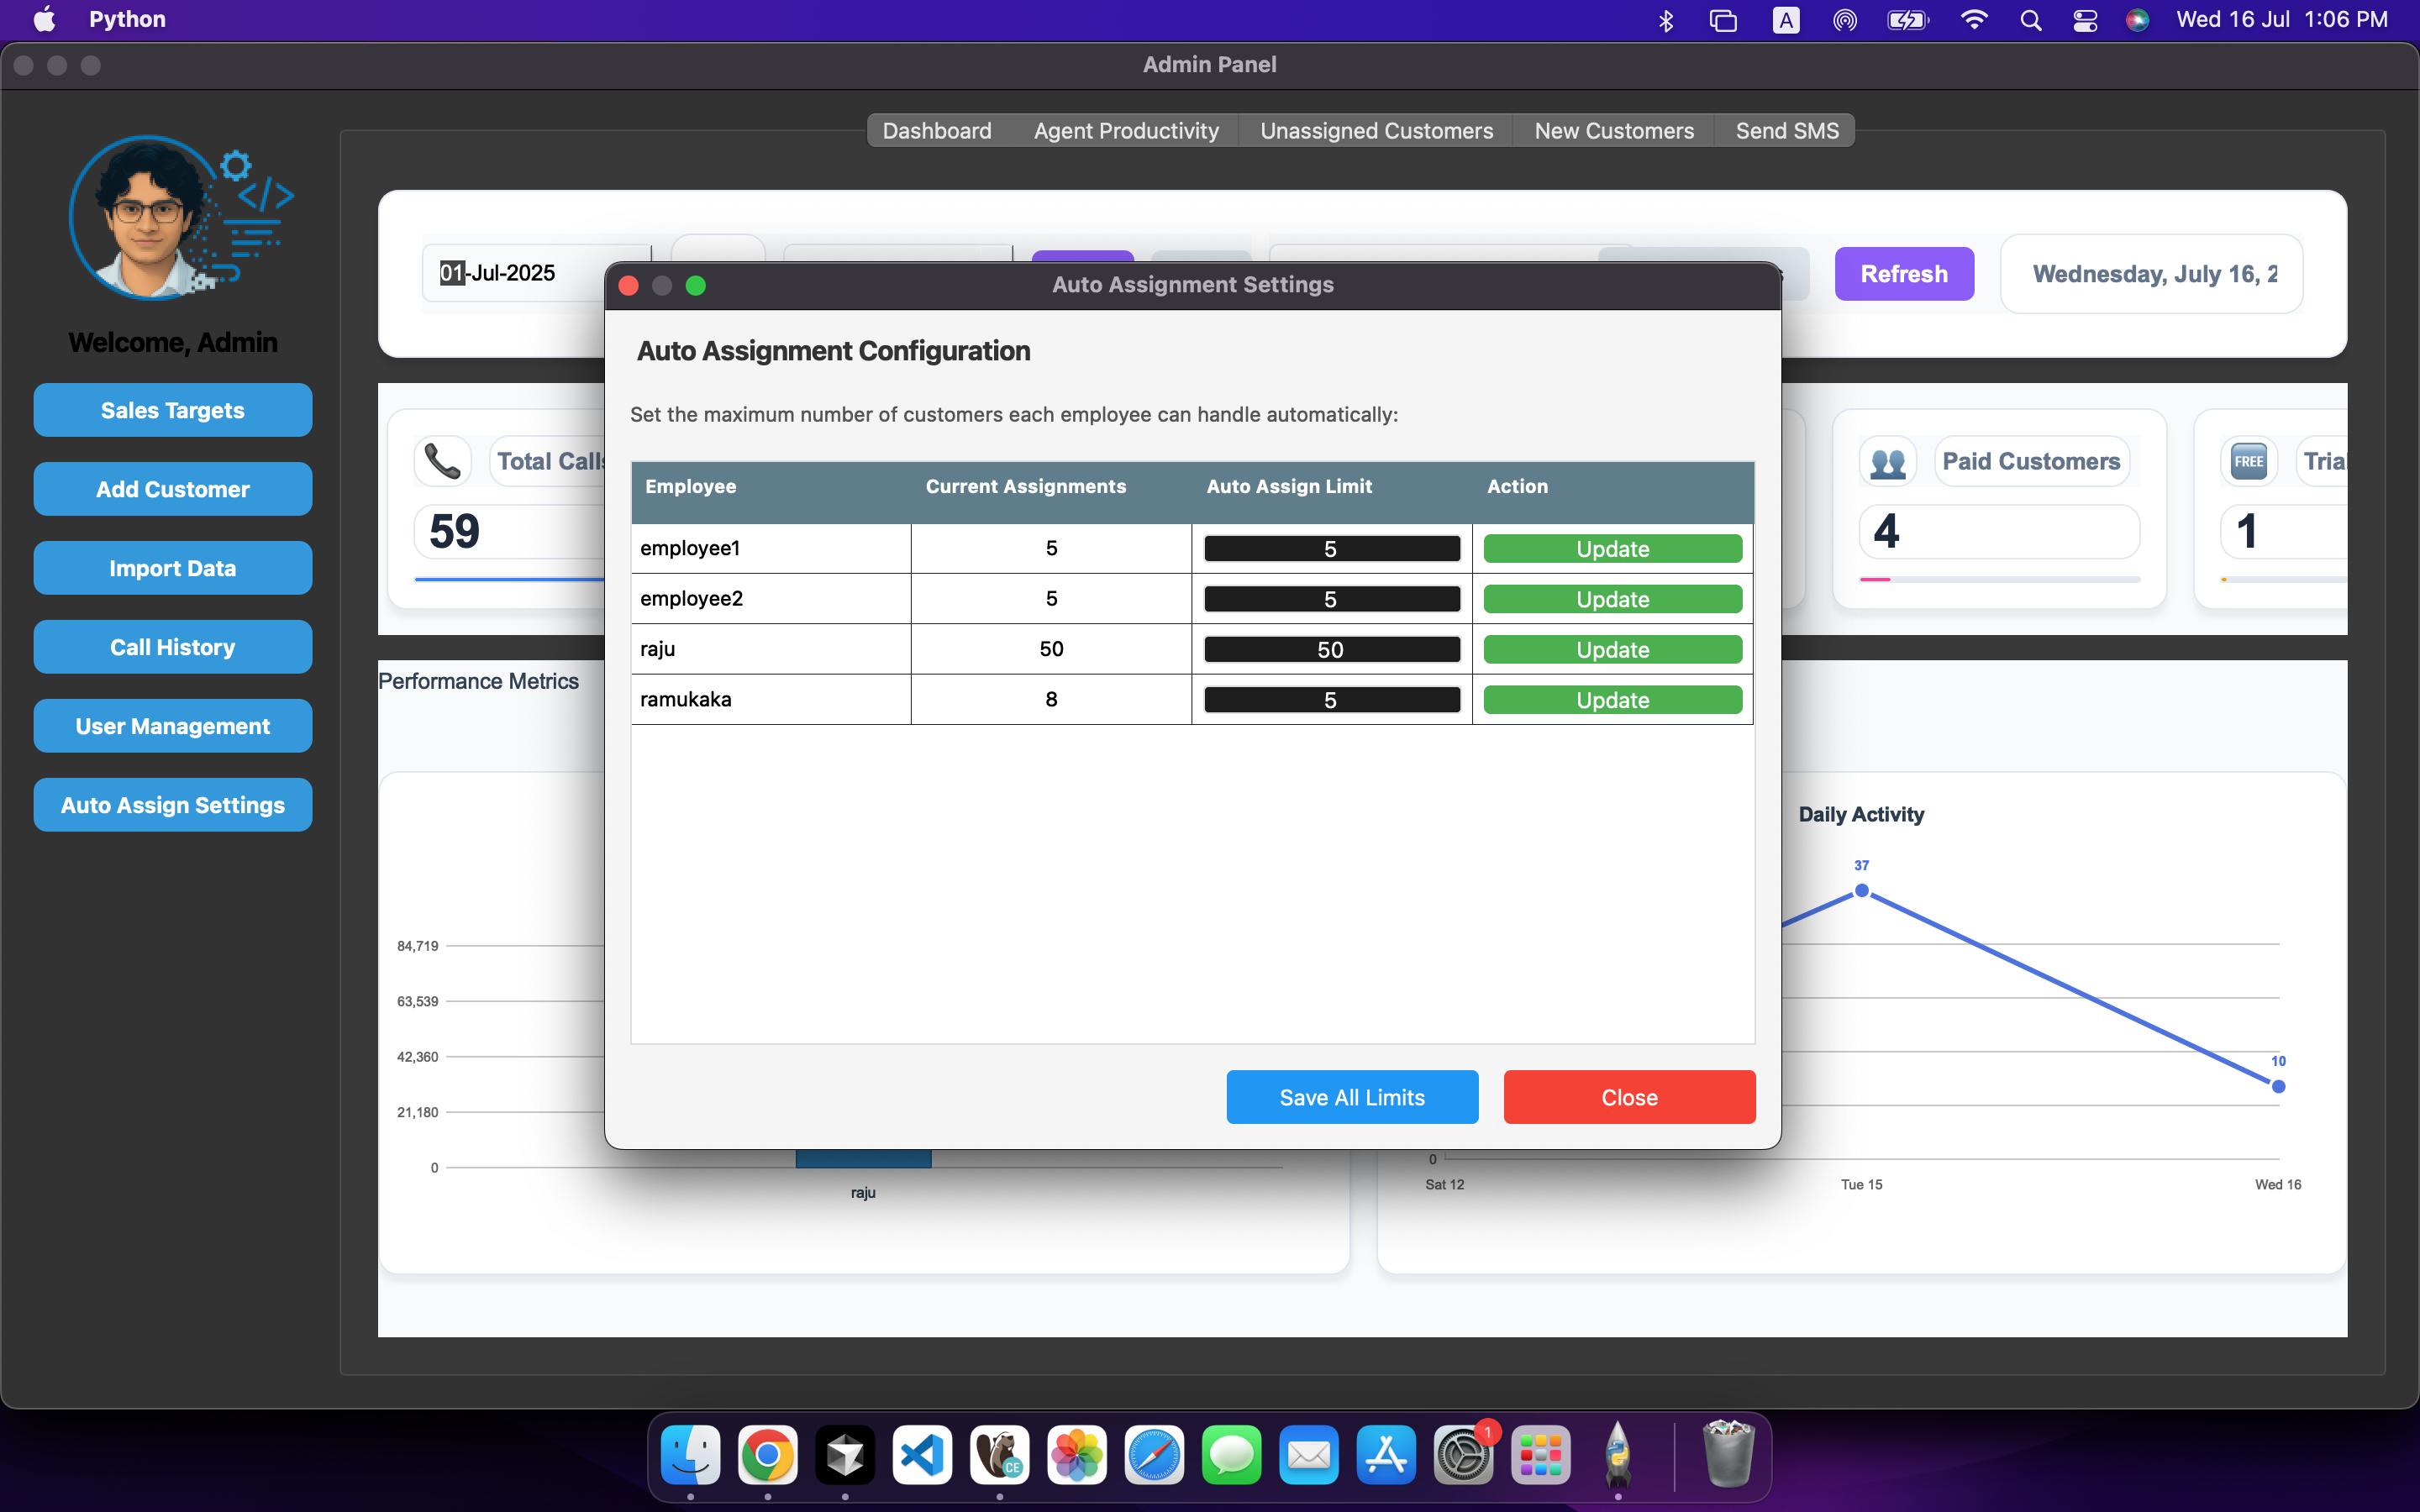 Python
A
Wed 16 Jul 1:06 PM
Admin Panel
Dashboard
Agent Productivity
Unassigned Customers
New Customers
Send SMS
Welcome, Admin
Sales Targets
Add Customer
Import Data
Call History
User Management
Auto Assign Settings
01-Jul-2025
Refresh
Wednesday, July 16, 2
Total Calls
59
Paid Customers
4
FREE
Trial
1
Performance Metrics
84,719
63,539
42,360
21,180
0
raju
Daily Activity
37
10
0
Sat 12
Tue 15
Wed 16
Auto Assignment Settings
Auto Assignment Configuration
Set the maximum number of customers each employee can handle automatically:
Employee Current Assignments Auto Assign Limit Action
employee1 5 5 Update
employee2 5 5 Update
raju 50 50 Update
ramukaka 8 5 Update
Save All Limits
Close
CE
1